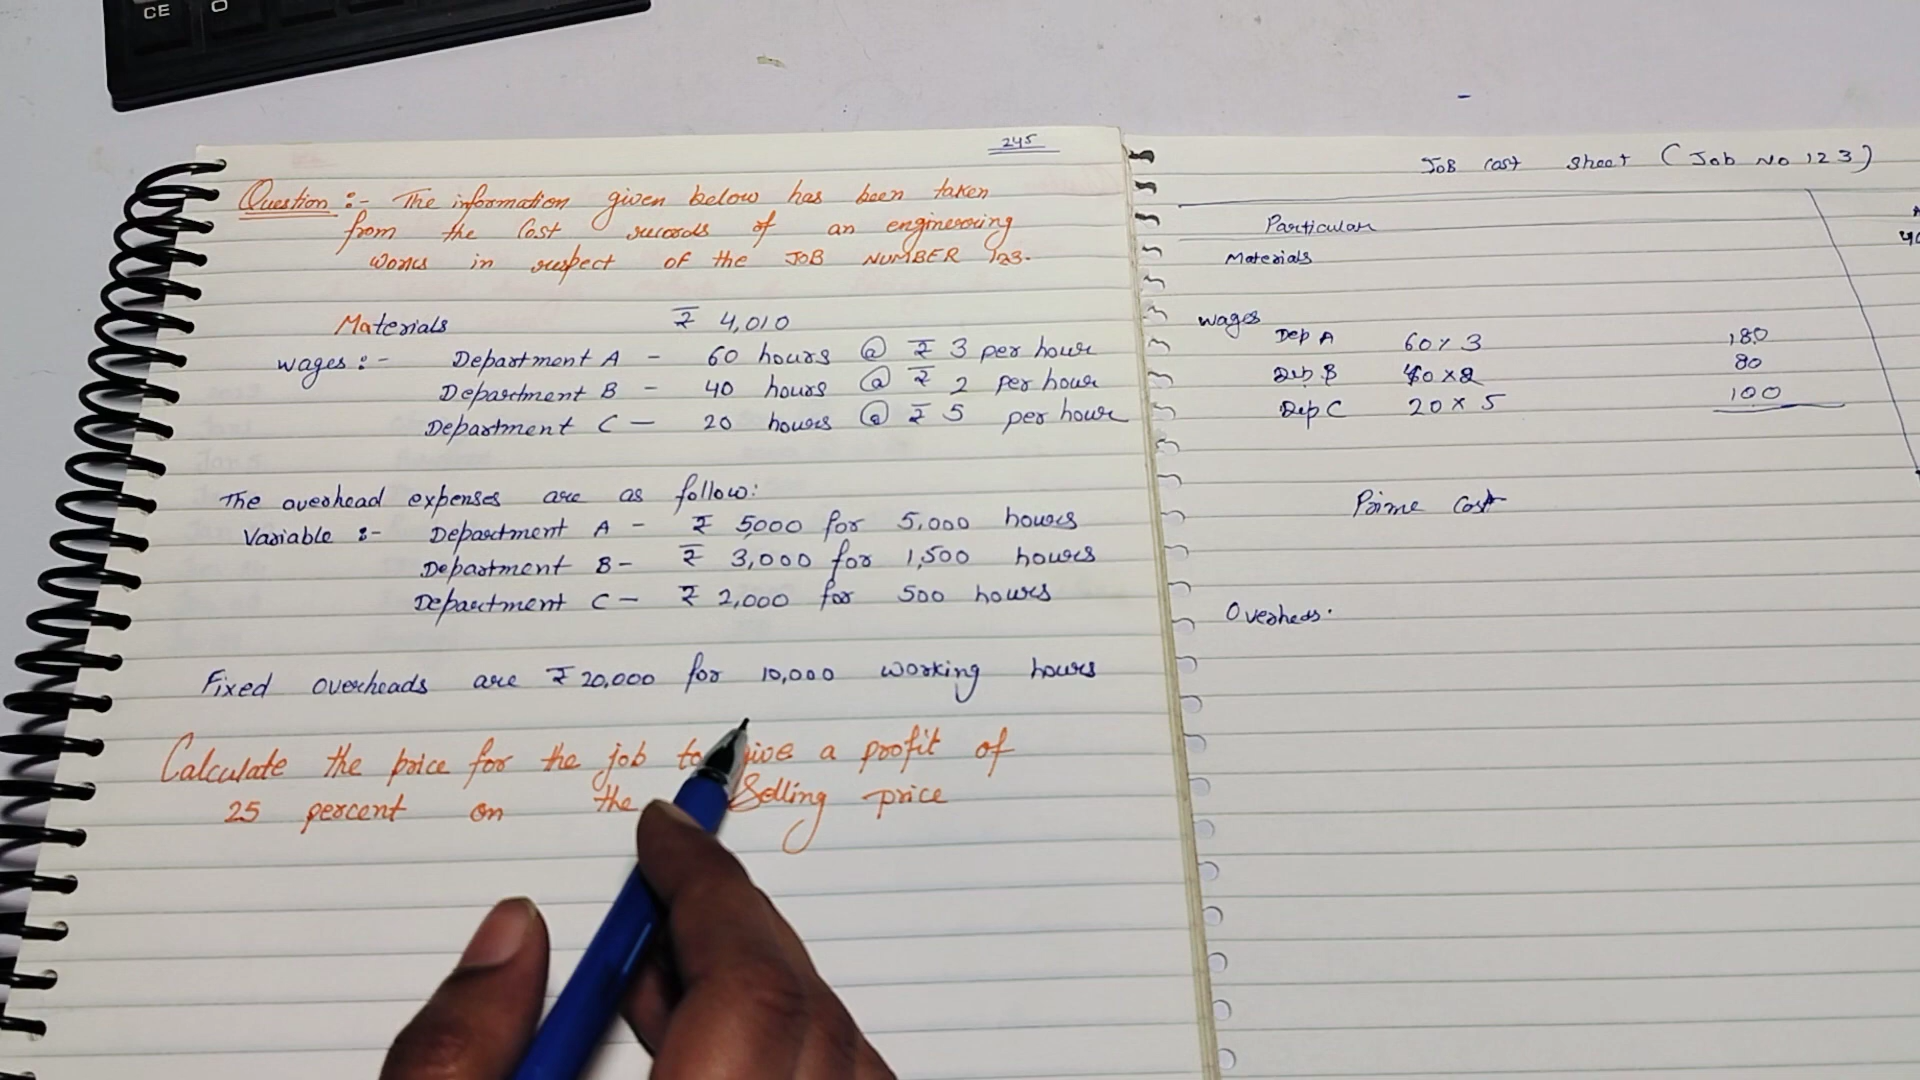 CE
245
Question :- The information given below has been taken
from the Cost records of an engineering
works in respect of the JOB NUMBER 123.
Materials ₹ 4,010
wages :- Department A - 60 hours @ ₹ 3 per hour
Department B - 40 hours @ ₹ 2 per hour
Department C - 20 hours @ ₹ 5 per hour
The overhead expenses are as follow:
Variable :- Department A - ₹ 5000 for 5,000 hours
Department B - ₹ 3,000 for 1,500 hours
Department C - ₹ 2,000 for 500 hours
Fixed overheads are ₹ 20,000 for 10,000 working hours
Calculate the price for the job to give a profit of
25 percent on the Selling price
JOB Cost Sheet (Job No 123)
Particular
Materials
wages
Dep A 60 x 3 180
Dep B 40 x 2 80
Dep C 20 x 5 100
Prime Cost
Overheds.